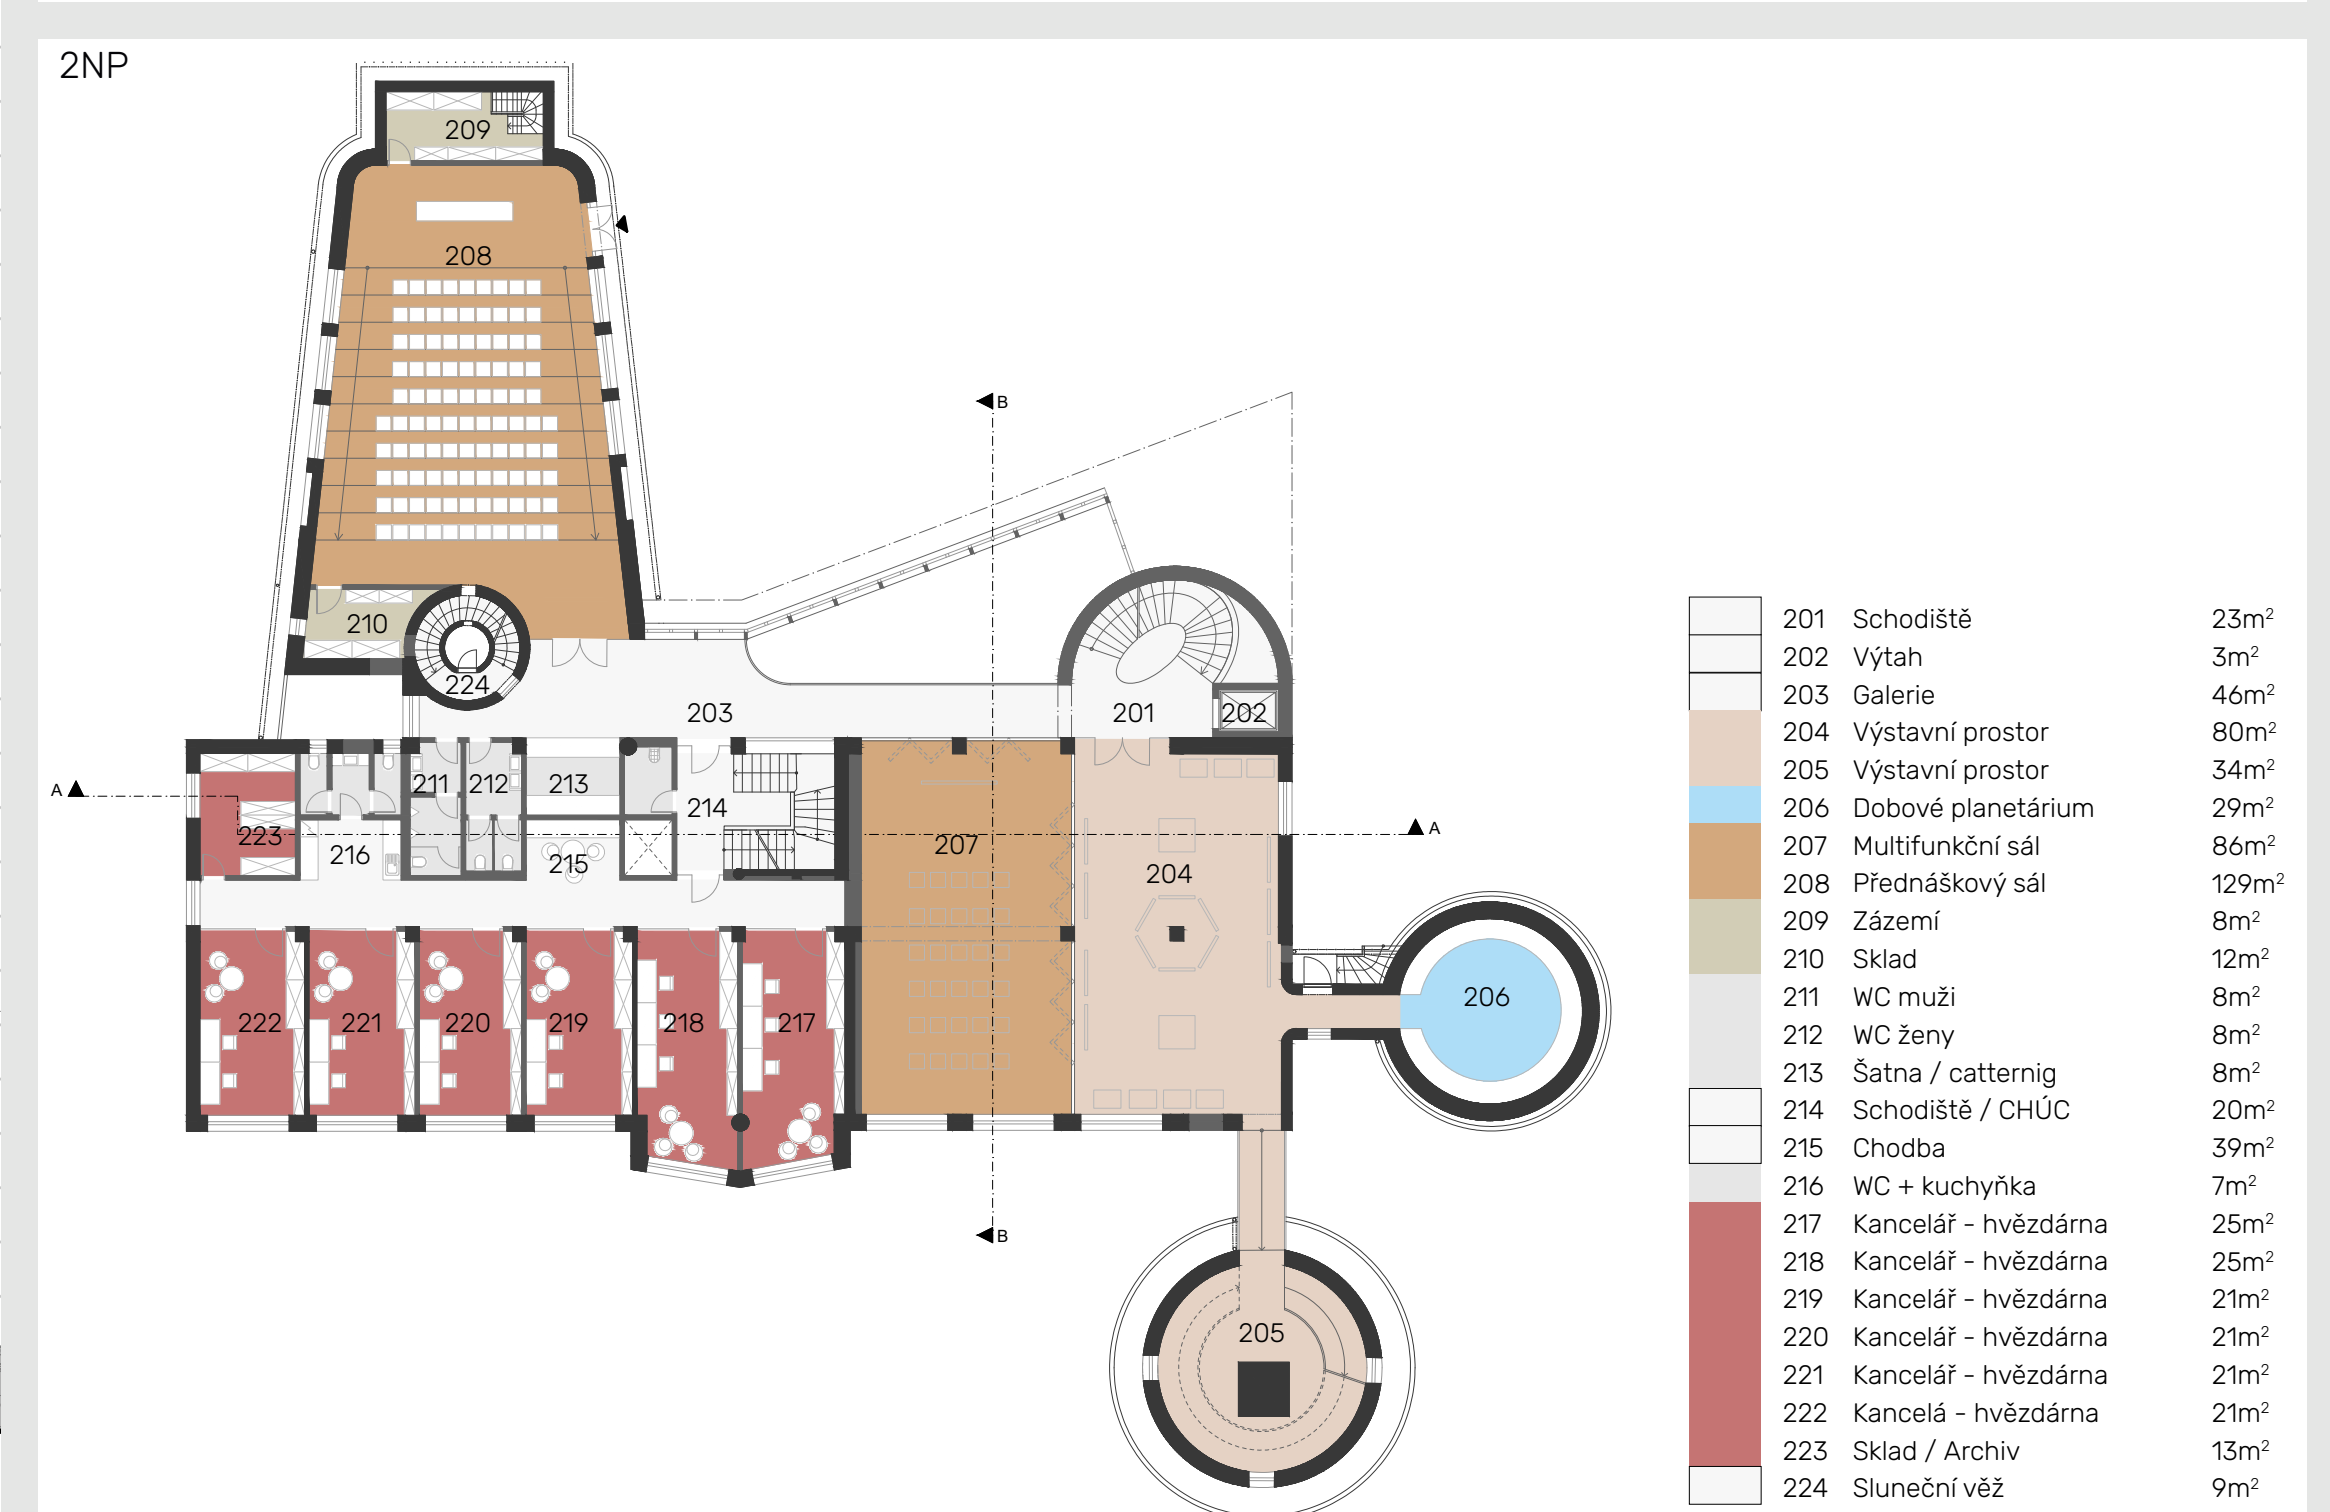 2NP
209
208
B
210
224
203
201
202
A
211
212
213
214
223
216
215
207
204
A
206
222
221
220
219
218
217
B
205
201 Schodiště 23m²
202 Výtah 3m²
203 Galerie 46m²
204 Výstavní prostor 80m²
205 Výstavní prostor 34m²
206 Dobové planetárium 29m²
207 Multifunkční sál 86m²
208 Přednáškový sál 129m²
209 Zázemí 8m²
210 Sklad 12m²
211 WC muži 8m²
212 WC ženy 8m²
213 Šatna / catternig 8m²
214 Schodiště / CHÚC 20m²
215 Chodba 39m²
216 WC + kuchyňka 7m²
217 Kancelář - hvězdárna 25m²
218 Kancelář - hvězdárna 25m²
219 Kancelář - hvězdárna 21m²
220 Kancelář - hvězdárna 21m²
221 Kancelář - hvězdárna 21m²
222 Kancelá - hvězdárna 21m²
223 Sklad / Archiv 13m²
224 Sluneční věž 9m²